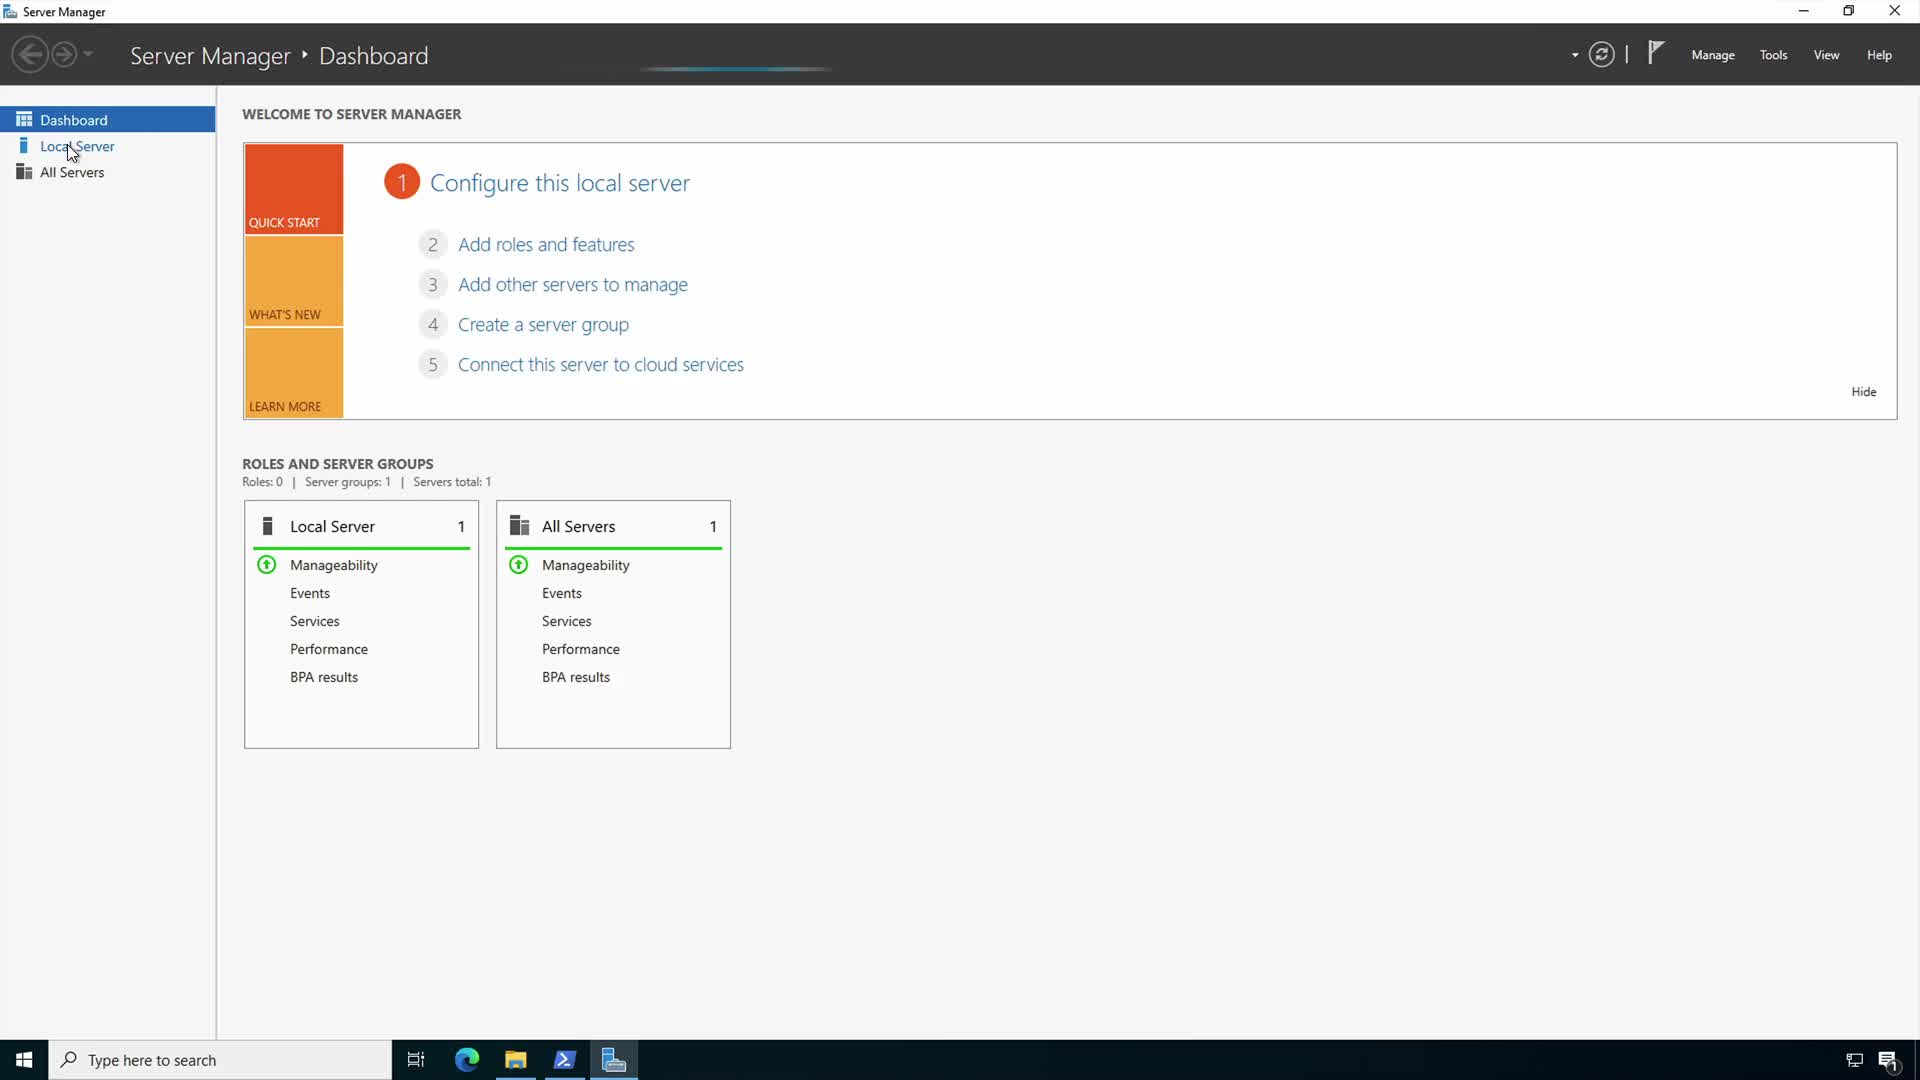 Server Manager
Server Manager ‣ Dashboard
Manage Tools View Help
Dashboard
Local Server
All Servers
WELCOME TO SERVER MANAGER
QUICK START
WHAT'S NEW
LEARN MORE
1 Configure this local server
2 Add roles and features
3 Add other servers to manage
4 Create a server group
5 Connect this server to cloud services
Hide
ROLES AND SERVER GROUPS
Roles: 0 | Server groups: 1 | Servers total: 1
Local Server 1
Manageability
Events
Services
Performance
BPA results
All Servers 1
Manageability
Events
Services
Performance
BPA results
Type here to search
1